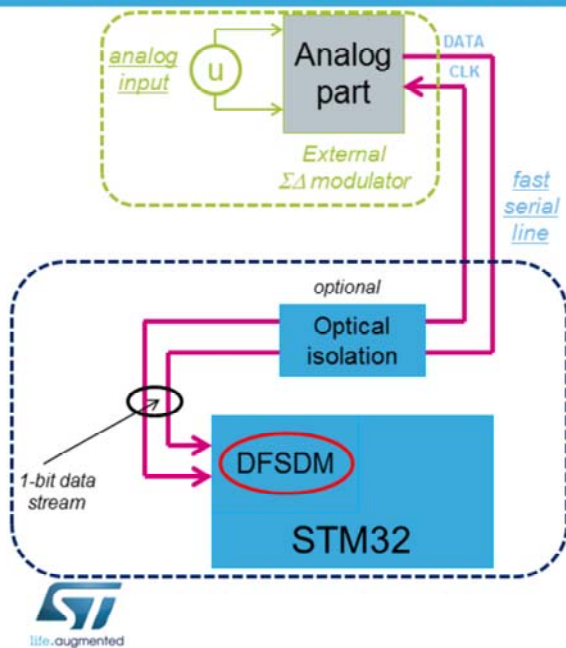 analog
input
u
Analog
part
DATA
CLK
External
ΣΔ modulator
fast
serial
line
optional
Optical
isolation
1-bit data
stream
DFSDM
STM32
ST
life.augmented